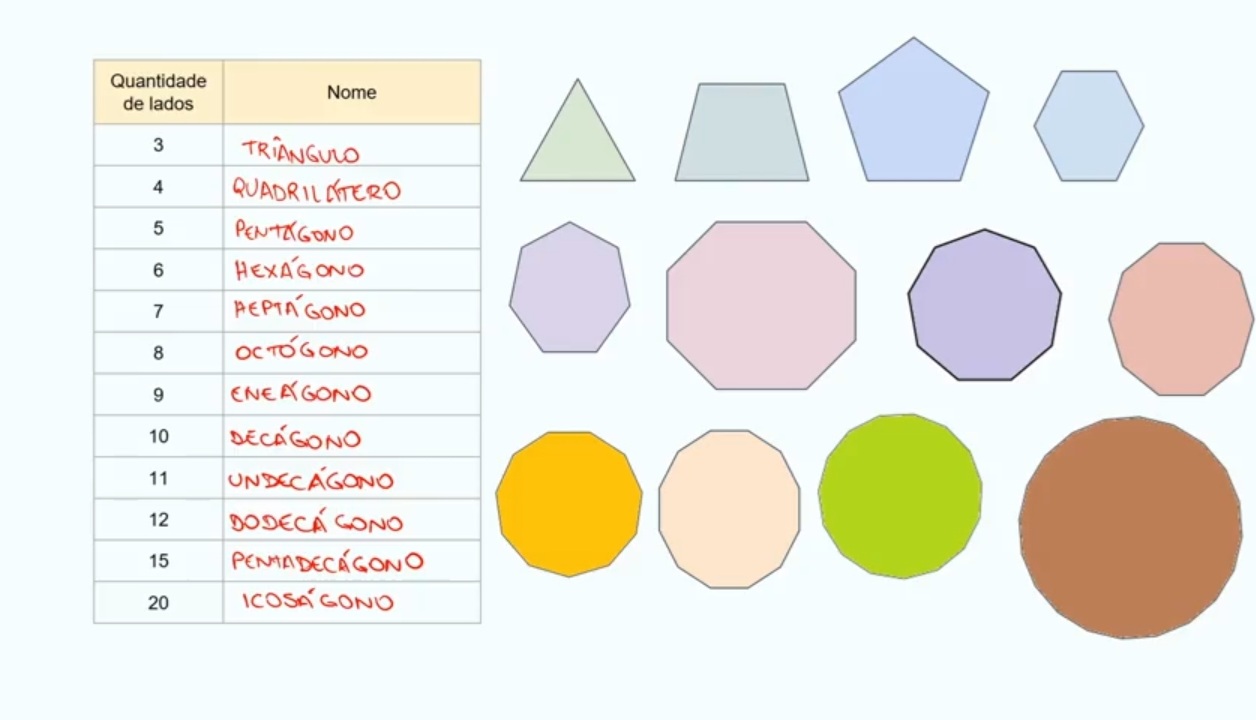 Quantidade
de lados
Nome
3 TRIÂNGULO
4 QUADRILÁTERO
5 PENTÁGONO
6 HEXÁGONO
7 HEPTÁGONO
8 OCTÓGONO
9 ENEÁGONO
10 DECÁGONO
11 UNDECÁGONO
12 DODECÁGONO
15 PENTADECÁGONO
20 ICOSÁGONO